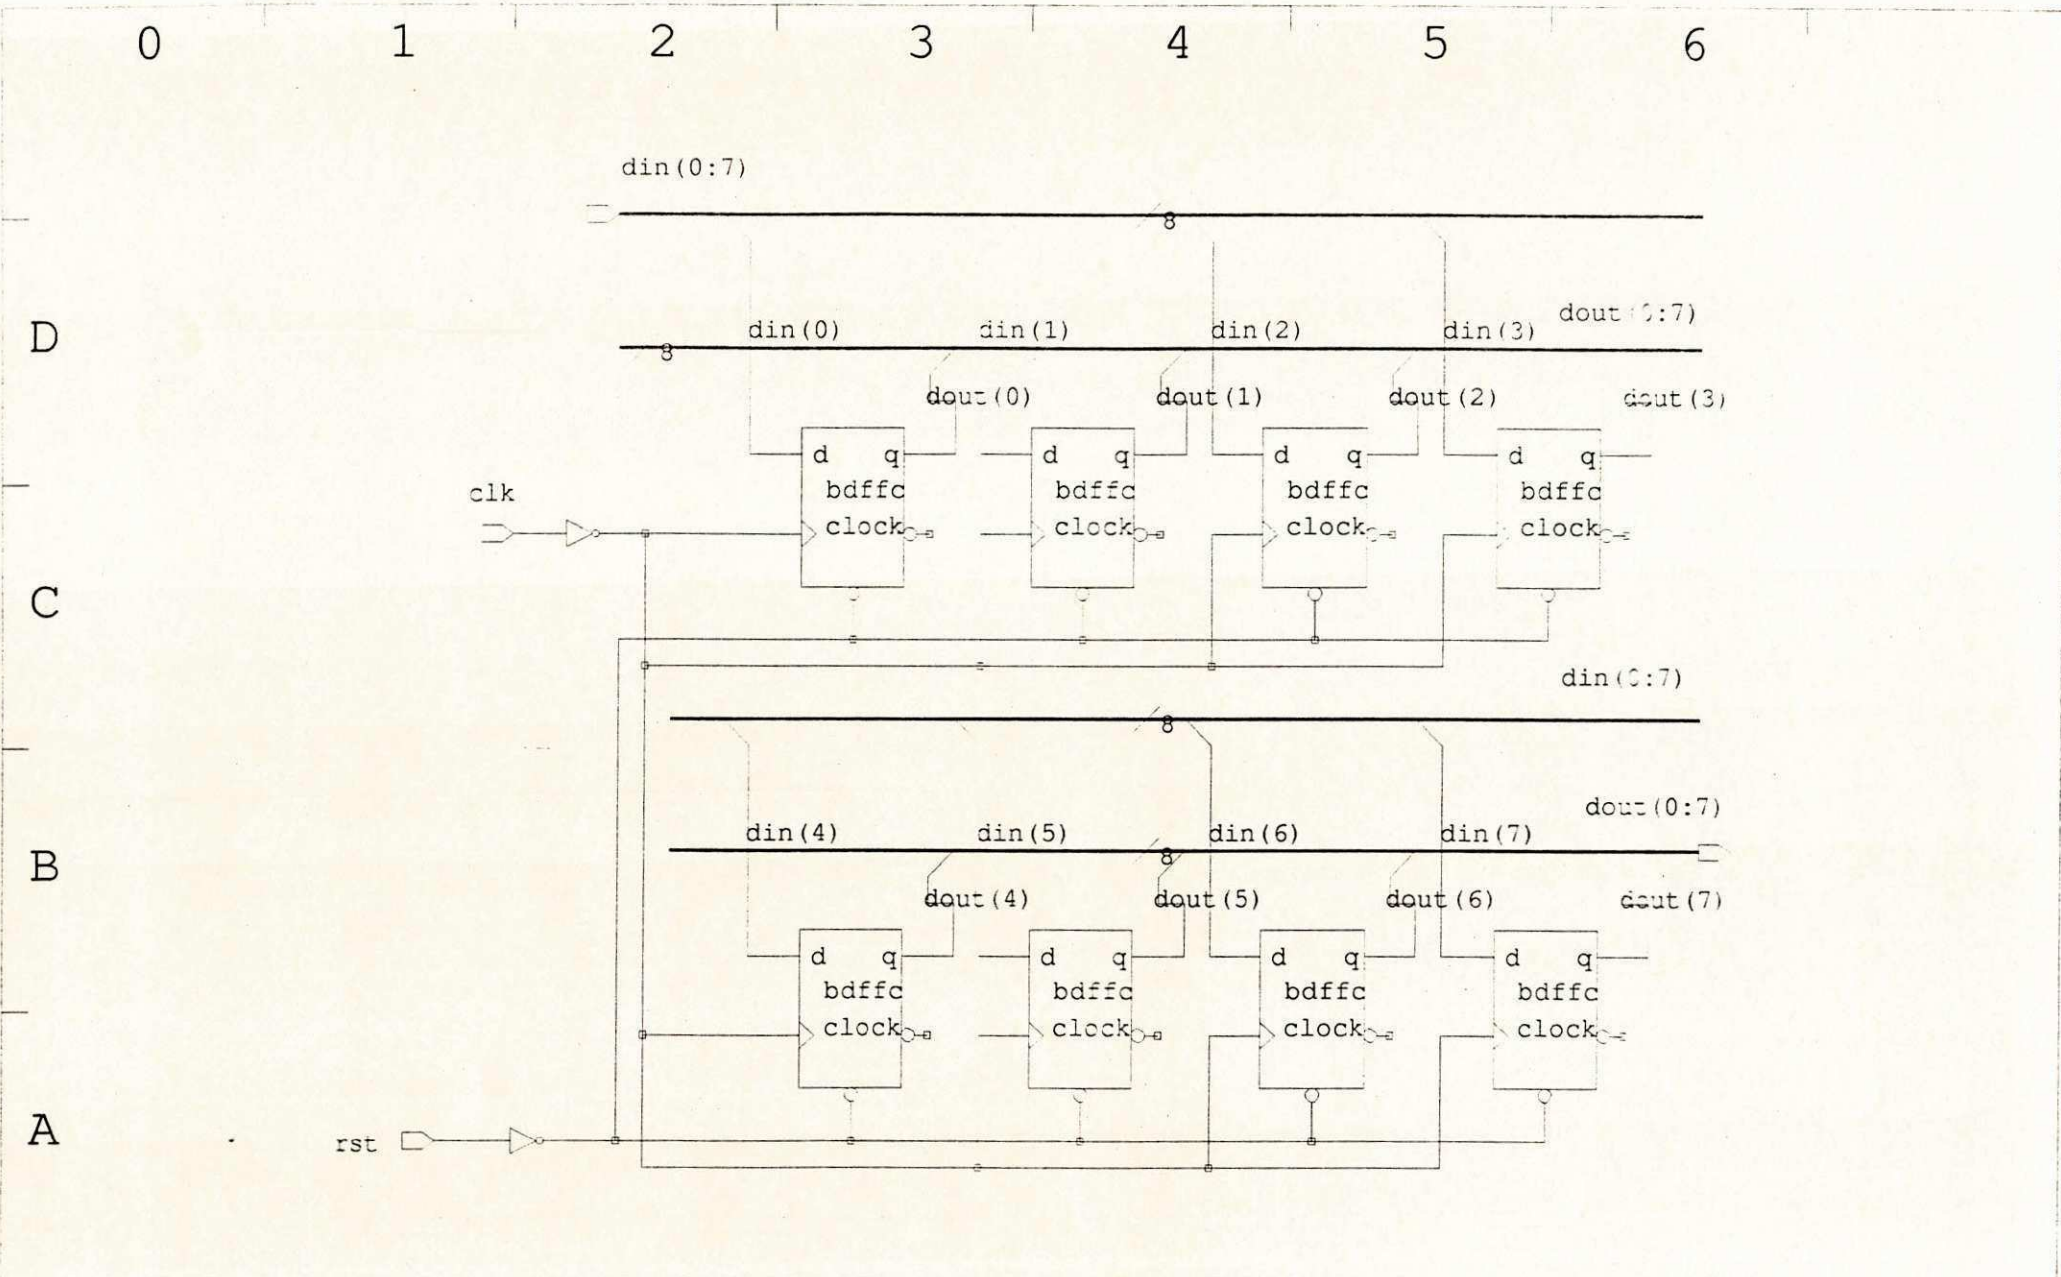 0 1 2 3 4 5 6
din(0:7)
8
D
din(0) din(1) din(2) din(3) dout(0:7)
8
dout(0) dout(1) dout(2) dout(3)
d q d q d q d q
bdffc bdffc bdffc bdffc
clk
clock clock clock clock
C
din(0:7)
8
dout(0:7)
din(4) din(5) din(6) din(7)
B
8
dout(4) dout(5) dout(6) dout(7)
d q d q d q d q
bdffc bdffc bdffc bdffc
clock clock clock clock
A
rst